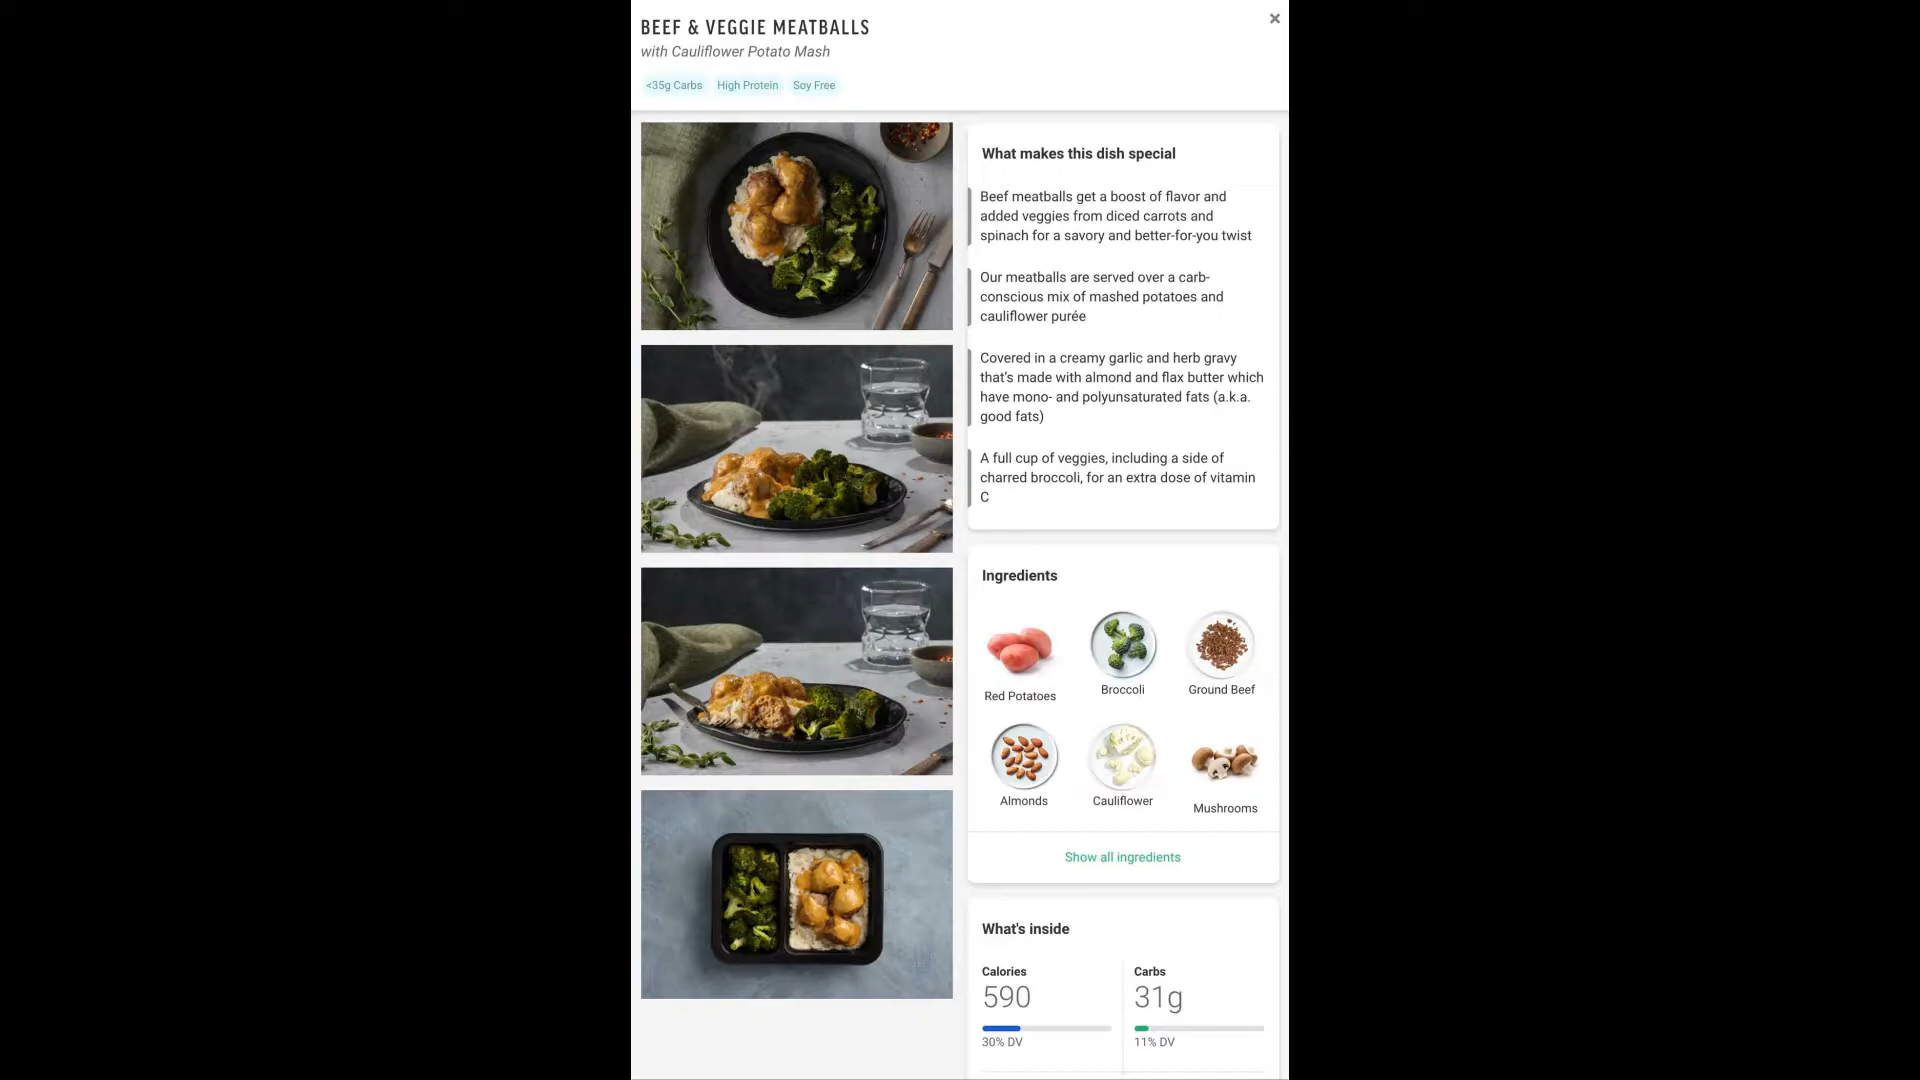 BEEF & VEGGIE MEATBALLS
with Cauliflower Potato Mash
<35g Carbs High Protein Soy Free
What makes this dish special
Beef meatballs get a boost of flavor and
added veggies from diced carrots and
spinach for a savory and better-for-you twist
Our meatballs are served over a carb-
conscious mix of mashed potatoes and
cauliflower purée
Covered in a creamy garlic and herb gravy
that’s made with almond and flax butter which
have mono- and polyunsaturated fats (a.k.a.
good fats)
A full cup of veggies, including a side of
charred broccoli, for an extra dose of vitamin
C
Ingredients
Red Potatoes
Broccoli
Ground Beef
Almonds
Cauliflower
Mushrooms
Show all ingredients
What's inside
Calories
590
30% DV
Carbs
31g
11% DV